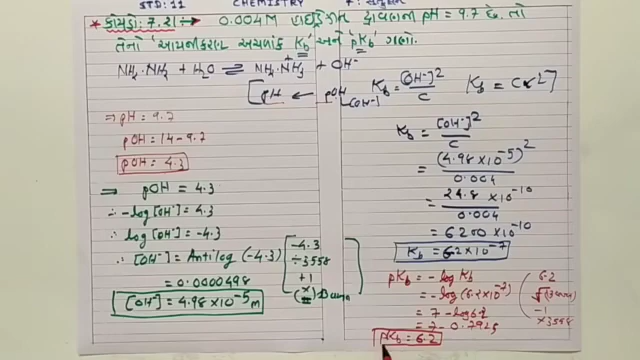 STD: 11 CHEMISTRY
* કોયડો: 7.21 ÷→ 0.004M હાઇડ્રેઝીન દ્રાવણની pH = 9.7 છે. તો
તેનો આયનીકરણ અચળાંક Kb અને pKb ગણો.
NH2.NH2 + H2O ⇌ NH2.NH3⁺ + OH⁻
[pH ← pOH
[OH⁻]
Kb = [OH⁻]²/C Kb = Cα²]
⇒ pH = 9.7
pOH = 14 - 9.7
pOH = 4.3
⇒ pOH = 4.3
∴ -log[OH⁻] = 4.3
∴ log[OH⁻] = -4.3
∴ [OH⁻] = Antilog (-4.3)
= 0.0000498
[OH⁻] = 4.98 × 10⁻⁵ M
-4.3
÷3558
+1
(x)
=
Kb = [OH⁻]²/C
= (4.98 × 10⁻⁵)²/0.004
= 24.8 × 10⁻¹⁰/0.004
= 6200 × 10⁻¹⁰
Kb = 6.2 × 10⁻⁷
pKb = -log Kb
= -log(6.2 × 10⁻⁷)
= 7 - log 6.2
= 7 - 0.7925
pKb = 6.2
6.2
-1
×3558